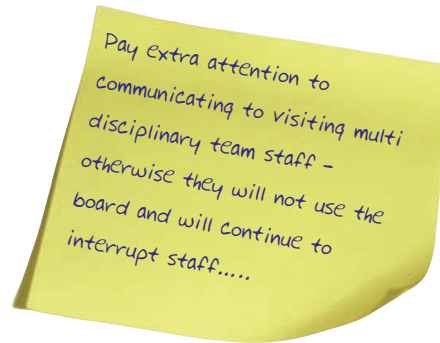 Pay extra attention to
communicating to visiting multi
disciplinary team staff -
otherwise they will not use the
board and will continue to
interrupt staff.....